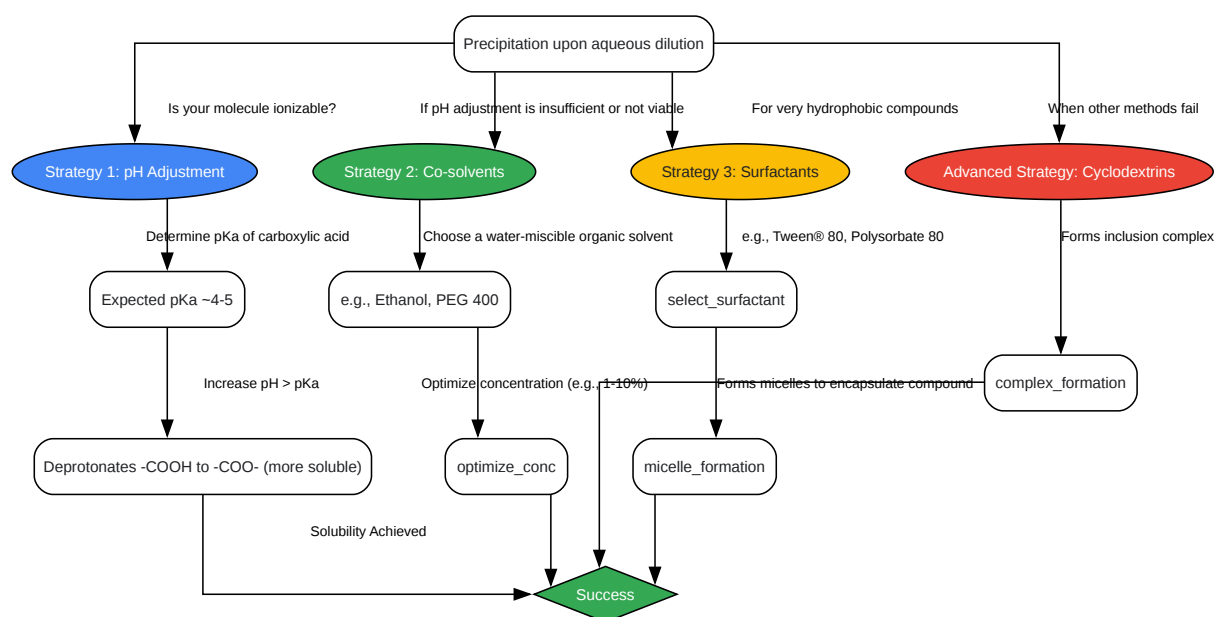 Precipitation upon aqueous dilution
Is your molecule ionizable?
If pH adjustment is insufficient or not viable
For very hydrophobic compounds
When other methods fail
Strategy 1: pH Adjustment
Strategy 2: Co-solvents
Strategy 3: Surfactants
Advanced Strategy: Cyclodextrins
Determine pKa of carboxylic acid
Choose a water-miscible organic solvent
e.g., Tween® 80, Polysorbate 80
Forms inclusion complex
Expected pKa ~4-5
e.g., Ethanol, PEG 400
select_surfactant
Increase pH > pKa
Optimize concentration (e.g., 1-10%)
Forms micelles to encapsulate compound
complex_formation
Deprotonates -COOH to -COO- (more soluble)
optimize_conc
micelle_formation
Solubility Achieved
Success